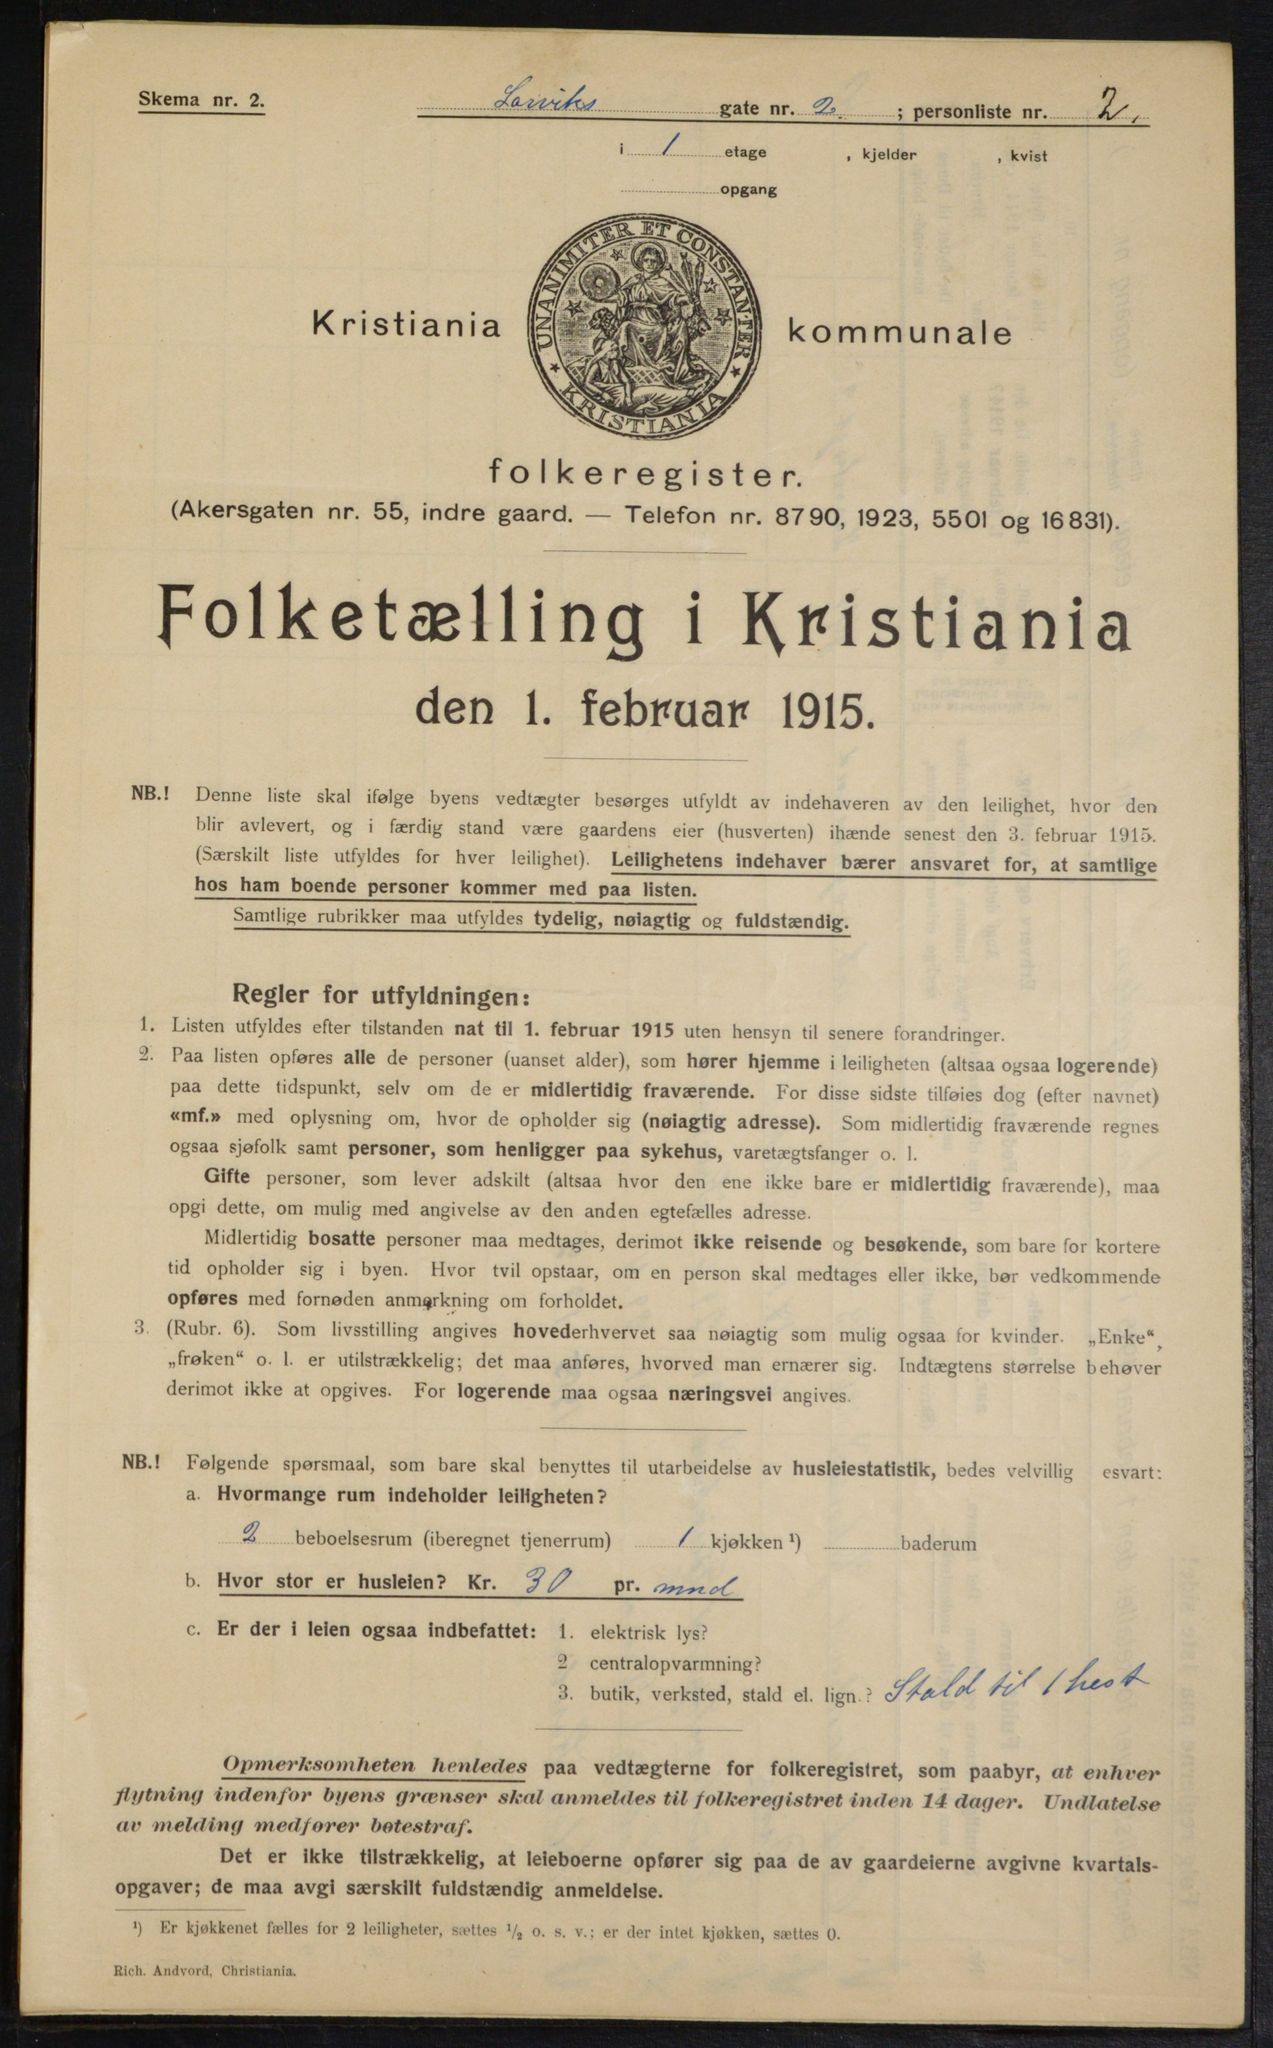 Skema nr. 2.
Larviks gate nr. 2. ; personliste nr. 2.
i 1 etage , kjelder , kvist
opgang
UNANIMITER ET CONSTANTER
KRISTIANIA
Kristiania kommunale
folkeregister.
(Akersgaten nr. 55, indre gaard. — Telefon nr. 8790, 1923, 5501 og 16831).
Folketælling i Kristiania
den 1. februar 1915.
NB.! Denne liste skal ifølge byens vedtægter besørges utfyldt av indehaveren av den leilighet, hvor den
blir avlevert, og i færdig stand være gaardens eier (husverten) ihænde senest den 3. februar 1915.
(Særskilt liste utfyldes for hver leilighet). Leilighetens indehaver bærer ansvaret for, at samtlige
hos ham boende personer kommer med paa listen.
Samtlige rubrikker maa utfyldes tydelig, nøiagtig og fuldstændig.
Regler for utfyldningen:
1. Listen utfyldes efter tilstanden nat til 1. februar 1915 uten hensyn til senere forandringer.
2. Paa listen opføres alle de personer (uanset alder), som hører hjemme i leiligheten (altsaa ogsaa logerende)
paa dette tidspunkt, selv om de er midlertidig fraværende. For disse sidste tilføies dog (efter navnet)
«mf.» med oplysning om, hvor de opholder sig (nøiagtig adresse). Som midlertidig fraværende regnes
ogsaa sjøfolk samt personer, som henligger paa sykehus, varetægtsfanger o. l.
Gifte personer, som lever adskilt (altsaa hvor den ene ikke bare er midlertidig fraværende), maa
opgi dette, om mulig med angivelse av den anden egtefælles adresse.
Midlertidig bosatte personer maa medtages, derimot ikke reisende og besøkende, som bare for kortere
tid opholder sig i byen. Hvor tvil opstaar, om en person skal medtages eller ikke, bør vedkommende
opføres med fornøden anmerkning om forholdet.
3. (Rubr. 6). Som livsstilling angives hovederhvervet saa nøiagtig som mulig ogsaa for kvinder. „Enke“,
„frøken“ o. l. er utilstrækkelig; det maa anføres, hvorved man ernærer sig. Indtægtens størrelse behøver
derimot ikke at opgives. For logerende maa ogsaa næringsvei angives.
NB.! Følgende spørsmaal, som bare skal benyttes til utarbeidelse av husleiestatistik, bedes velvillig esvart:
a. Hvormange rum indeholder leiligheten?
2 beboelsesrum (iberegnet tjenerrum) 1 kjøkken ¹) baderum
b. Hvor stor er husleien? Kr. 30 pr. mnd
c. Er der i leien ogsaa indbefattet: 1. elektrisk lys?
2 centralopvarmning?
3. butik, verksted, stald el. lign.? Stald til 1 hest
Opmerksomheten henledes paa vedtægterne for folkeregistret, som paabyr, at enhver
flytning indenfor byens grænser skal anmeldes til folkeregistret inden 14 dager. Undlatelse
av melding medfører bøtestraf.
Det er ikke tilstrækkelig, at leieboerne opfører sig paa de av gaardeierne avgivne kvartals-
opgaver; de maa avgi særskilt fuldstændig anmeldelse.
¹) Er kjøkkenet fælles for 2 leiligheter, sættes ½ o. s. v.; er der intet kjøkken, sættes 0.
Rich. Andvord, Christiania.